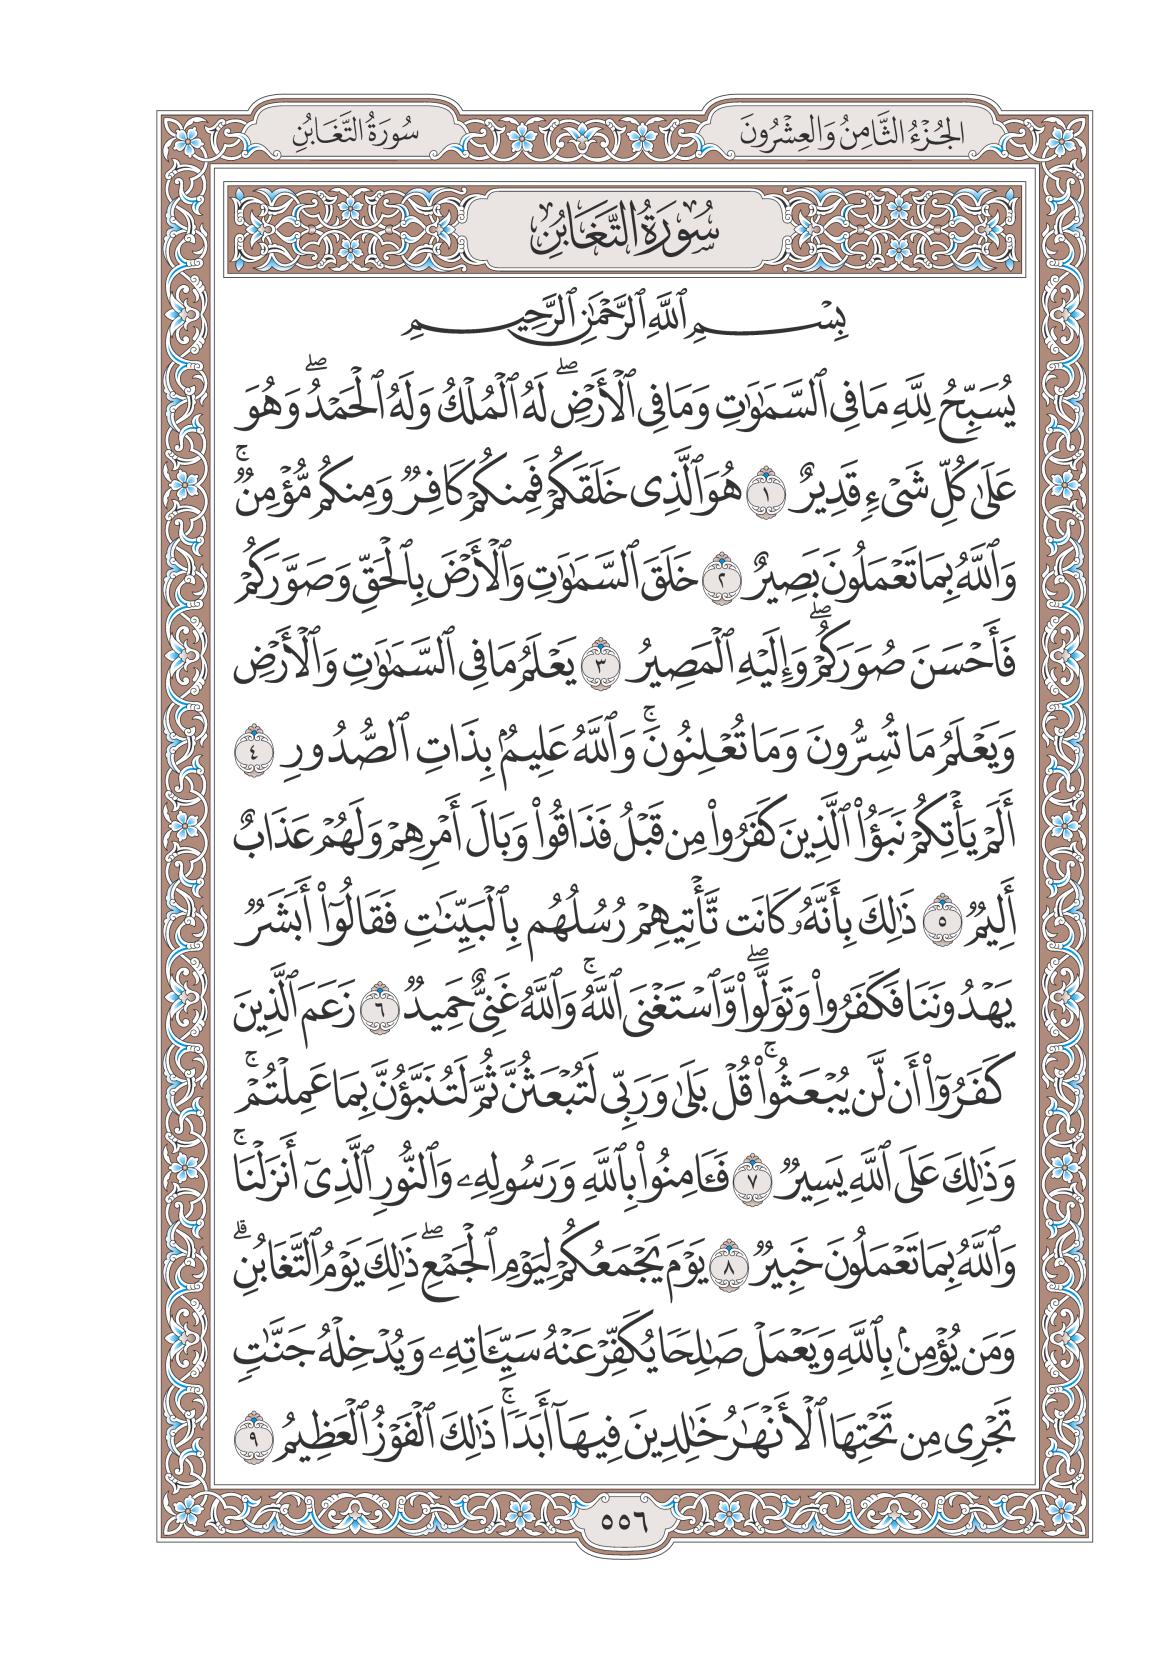 الجُزْءُ الثَّامِنُ وَالعِشْرُونَ
سُورَةُ التَّغَابُنِ
سُورَةُ التَّغَابُنِ
بِسْمِ ٱللَّهِ ٱلرَّحْمَٰنِ ٱلرَّحِيمِ
يُسَبِّحُ لِلَّهِ مَا فِي ٱلسَّمَٰوَٰتِ وَمَا فِي ٱلْأَرْضِۖ لَهُ ٱلْمُلْكُ وَلَهُ ٱلْحَمْدُۖ وَهُوَ
عَلَىٰ كُلِّ شَيْءٖ قَدِيرٌ ١ هُوَ ٱلَّذِي خَلَقَكُمْ فَمِنكُمْ كَافِرٞ وَمِنكُم مُّؤْمِنٞۚ
وَٱللَّهُ بِمَا تَعْمَلُونَ بَصِيرٌ ٢ خَلَقَ ٱلسَّمَٰوَٰتِ وَٱلْأَرْضَ بِٱلْحَقِّ وَصَوَّرَكُمْ
فَأَحْسَنَ صُوَرَكُمْۖ وَإِلَيْهِ ٱلْمَصِيرُ ٣ يَعْلَمُ مَا فِي ٱلسَّمَٰوَٰتِ وَٱلْأَرْضِ
وَيَعْلَمُ مَا تُسِرُّونَ وَمَا تُعْلِنُونَۚ وَٱللَّهُ عَلِيمُۢ بِذَاتِ ٱلصُّدُورِ ٤
أَلَمْ يَأْتِكُمْ نَبَؤُاْ ٱلَّذِينَ كَفَرُواْ مِن قَبْلُ فَذَاقُواْ وَبَالَ أَمْرِهِمْ وَلَهُمْ عَذَابٌ
أَلِيمٞ ٥ ذَٰلِكَ بِأَنَّهُۥ كَانَت تَّأْتِيهِمْ رُسُلُهُم بِٱلْبَيِّنَٰتِ فَقَالُوٓاْ أَبَشَرٞ
يَهْدُونَنَا فَكَفَرُواْ وَتَوَلَّواْۖ وَّٱسْتَغْنَى ٱللَّهُۚ وَٱللَّهُ غَنِيٌّ حَمِيدٞ ٦ زَعَمَ ٱلَّذِينَ
كَفَرُوٓاْ أَن لَّن يُبْعَثُواْۚ قُلْ بَلَىٰ وَرَبِّي لَتُبْعَثُنَّ ثُمَّ لَتُنَبَّؤُنَّ بِمَا عَمِلْتُمْۚ
وَذَٰلِكَ عَلَى ٱللَّهِ يَسِيرٞ ٧ فَـَٔامِنُواْ بِٱللَّهِ وَرَسُولِهِۦ وَٱلنُّورِ ٱلَّذِيٓ أَنزَلْنَاۚ
وَٱللَّهُ بِمَا تَعْمَلُونَ خَبِيرٞ ٨ يَوْمَ يَجْمَعُكُمْ لِيَوْمِ ٱلْجَمْعِۖ ذَٰلِكَ يَوْمُ ٱلتَّغَابُنِۗ
وَمَن يُؤْمِنۢ بِٱللَّهِ وَيَعْمَلْ صَٰلِحٗا يُكَفِّرْ عَنْهُ سَيِّـَٔاتِهِۦ وَيُدْخِلْهُ جَنَّٰتٖ
تَجْرِي مِن تَحْتِهَا ٱلْأَنْهَٰرُ خَٰلِدِينَ فِيهَآ أَبَدٗاۚ ذَٰلِكَ ٱلْفَوْزُ ٱلْعَظِيمُ ٩
٥٥٦